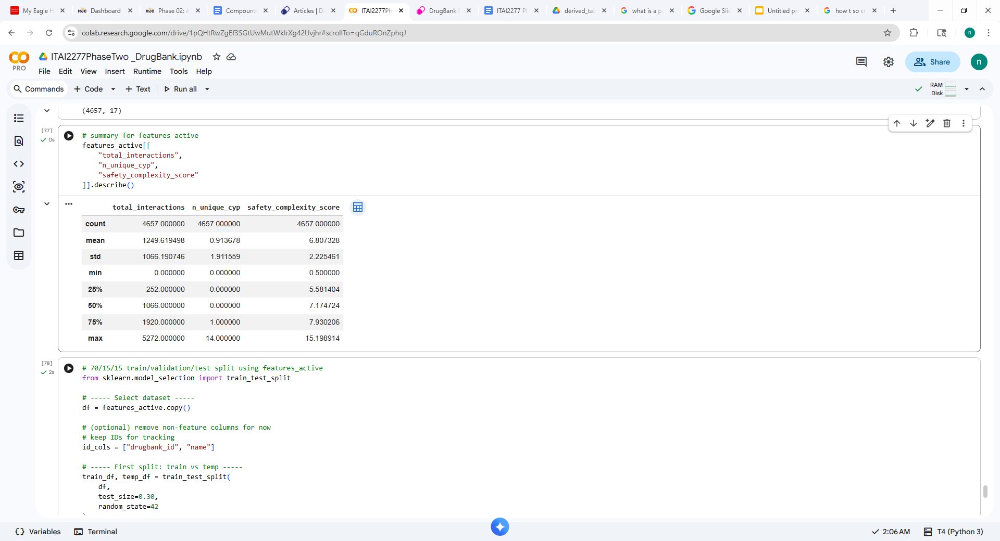 My Eagle H
HCC Dashboard
HCC Phase 02: A
Compound
Articles | Dr
ITAI2277Ph
DrugBank F
ITAI2277 P
derived_tab
what is a p
Google Slic
Untitled pr
how t so cr
colab.research.google.com/drive/1pQHtRwZgEf3SGtUwMutWkIrXg42Uvjhr#scrollTo=qGduROnZphqJ
n
PRO
ITAI2277PhaseTwo _DrugBank.ipynb
File Edit View Insert Runtime Tools Help
Share
n
Commands + Code + Text Run all
RAM
Disk
(4657, 17)
[77]
0s
# summary for features active
features_active[[
"total_interactions",
"n_unique_cyp",
"safety_complexity_score"
]].describe()
total_interactions n_unique_cyp safety_complexity_score
count 4657.000000 4657.000000 4657.000000
mean 1249.619498 0.913678 6.807328
std 1066.190746 1.911559 2.225461
min 0.000000 0.000000 0.500000
25% 252.000000 0.000000 5.581404
50% 1066.000000 0.000000 7.174724
75% 1920.000000 1.000000 7.930206
max 5272.000000 14.000000 15.198914
[78]
2s
# 70/15/15 train/validation/test split using features_active
from sklearn.model_selection import train_test_split
# ----- Select dataset -----
df = features_active.copy()
# (optional) remove non-feature columns for now
# keep IDs for tracking
id_cols = ["drugbank_id", "name"]
# ----- First split: train vs temp -----
train_df, temp_df = train_test_split(
df,
test_size=0.30,
random_state=42
Variables Terminal
2:06 AM T4 (Python 3)